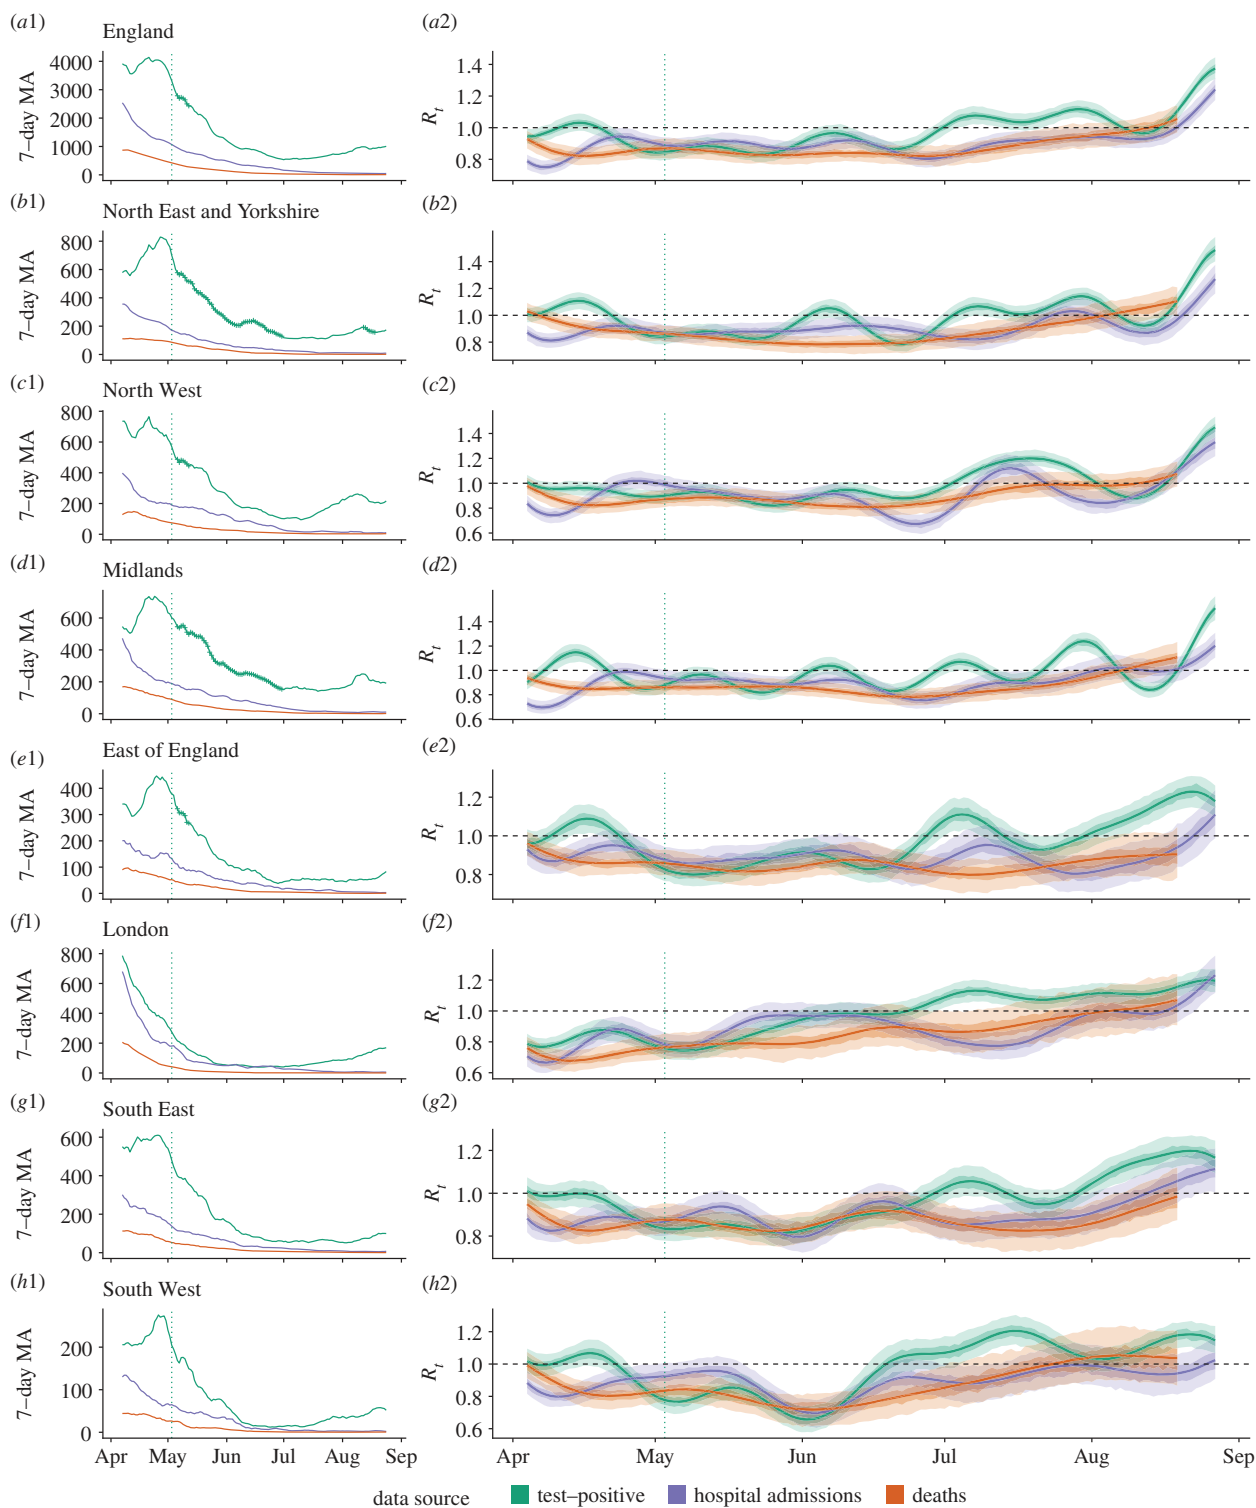 (a1) England (a2)
7–day MA
4000
3000
2000
1000
0
R_t
1.4
1.2
1.0
0.8
(b1) North East and Yorkshire (b2)
7–day MA
800
600
400
200
0
R_t
1.4
1.2
1.0
0.8
(c1) North West (c2)
7–day MA
800
600
400
200
0
R_t
1.4
1.2
1.0
0.8
0.6
(d1) Midlands (d2)
7–day MA
600
400
200
0
R_t
1.4
1.2
1.0
0.8
0.6
(e1) East of England (e2)
7–day MA
400
300
200
100
0
R_t
1.2
1.0
0.8
(f1) London (f2)
7–day MA
800
600
400
200
0
R_t
1.2
1.0
0.8
0.6
(g1) South East (g2)
7–day MA
600
400
200
0
R_t
1.2
1.0
0.8
(h1) South West (h2)
7–day MA
200
100
0
R_t
1.2
1.0
0.8
0.6
Apr May Jun Jul Aug Sep
Apr May Jun Jul Aug Sep
data source test–positive hospital admissions deaths